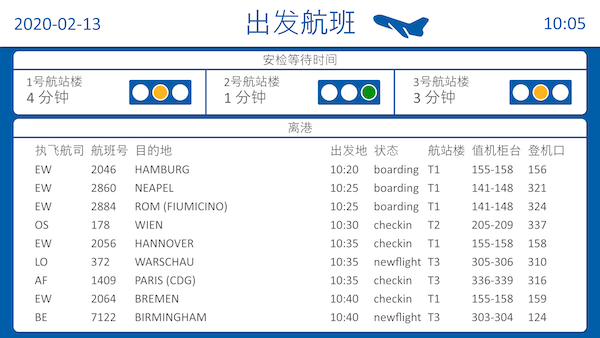 2020-02-13 出发航班 10:05
安检等待时间
1号航站楼 2号航站楼 3号航站楼
4 分钟 1 分钟 3 分钟
离港
执飞航司 航班号 目的地 出发地 状态 航站楼 值机柜台 登机口
EW 2046 HAMBURG 10:20 boarding T1 155-158 156
EW 2860 NEAPEL 10:25 boarding T1 141-148 321
EW 2884 ROM (FIUMICINO) 10:25 boarding T1 141-148 324
OS 178 WIEN 10:30 checkin T2 205-209 337
EW 2056 HANNOVER 10:35 checkin T1 155-158 158
LO 372 WARSCHAU 10:35 newflight T3 305-306 310
AF 1409 PARIS (CDG) 10:35 checkin T3 336-339 316
EW 2064 BREMEN 10:40 checkin T1 155-158 159
BE 7122 BIRMINGHAM 10:40 newflight T3 303-304 124